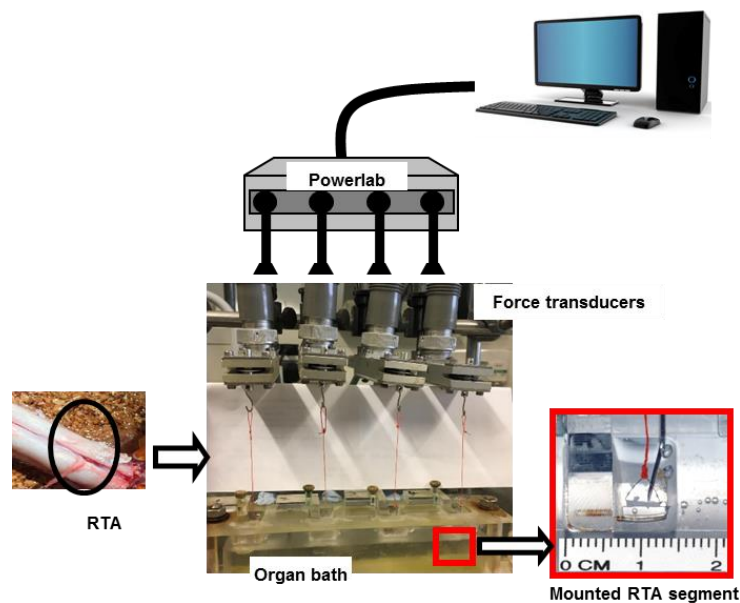 Powerlab
Force transducers
RTA
Organ bath
0 CM 1 2
Mounted RTA segment